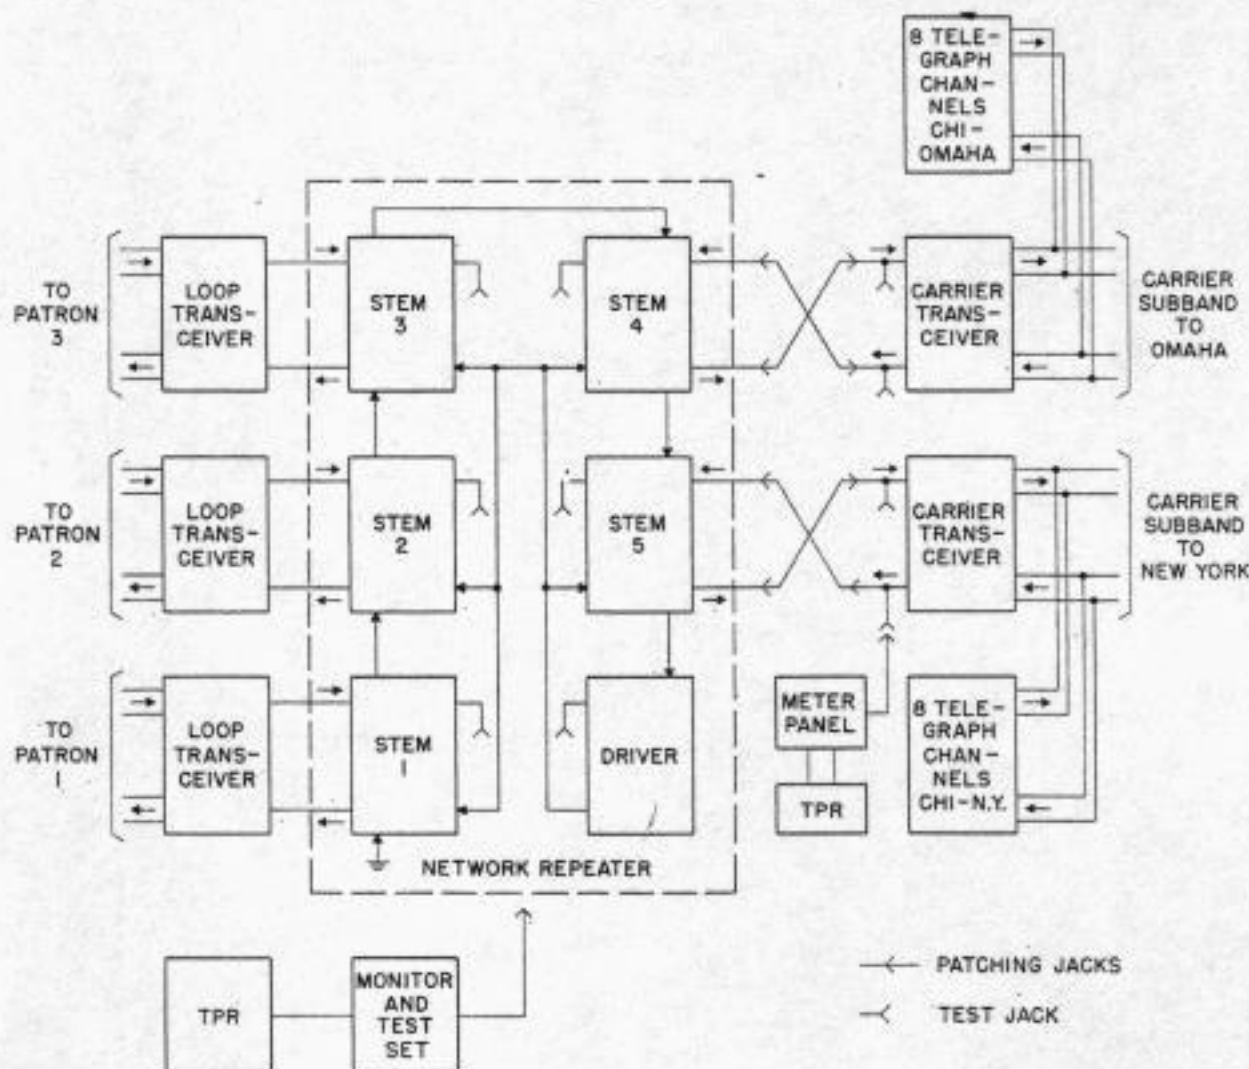 8 TELE-
GRAPH
CHAN-
NELS
CHI-
OMAHA
TO
PATRON
3
LOOP
TRANS-
CEIVER
STEM
3
STEM
4
CARRIER
TRANS-
CEIVER
CARRIER
SUBBAND
TO
OMAHA
TO
PATRON
2
LOOP
TRANS-
CEIVER
STEM
2
STEM
5
CARRIER
TRANS-
CEIVER
CARRIER
SUBBAND
TO
NEW YORK
TO
PATRON
1
LOOP
TRANS-
CEIVER
STEM
1
DRIVER
METER
PANEL
TPR
8 TELE-
GRAPH
CHAN-
NELS
CHI-N.Y.
NETWORK REPEATER
TPR
MONITOR
AND
TEST
SET
PATCHING JACKS
TEST JACK